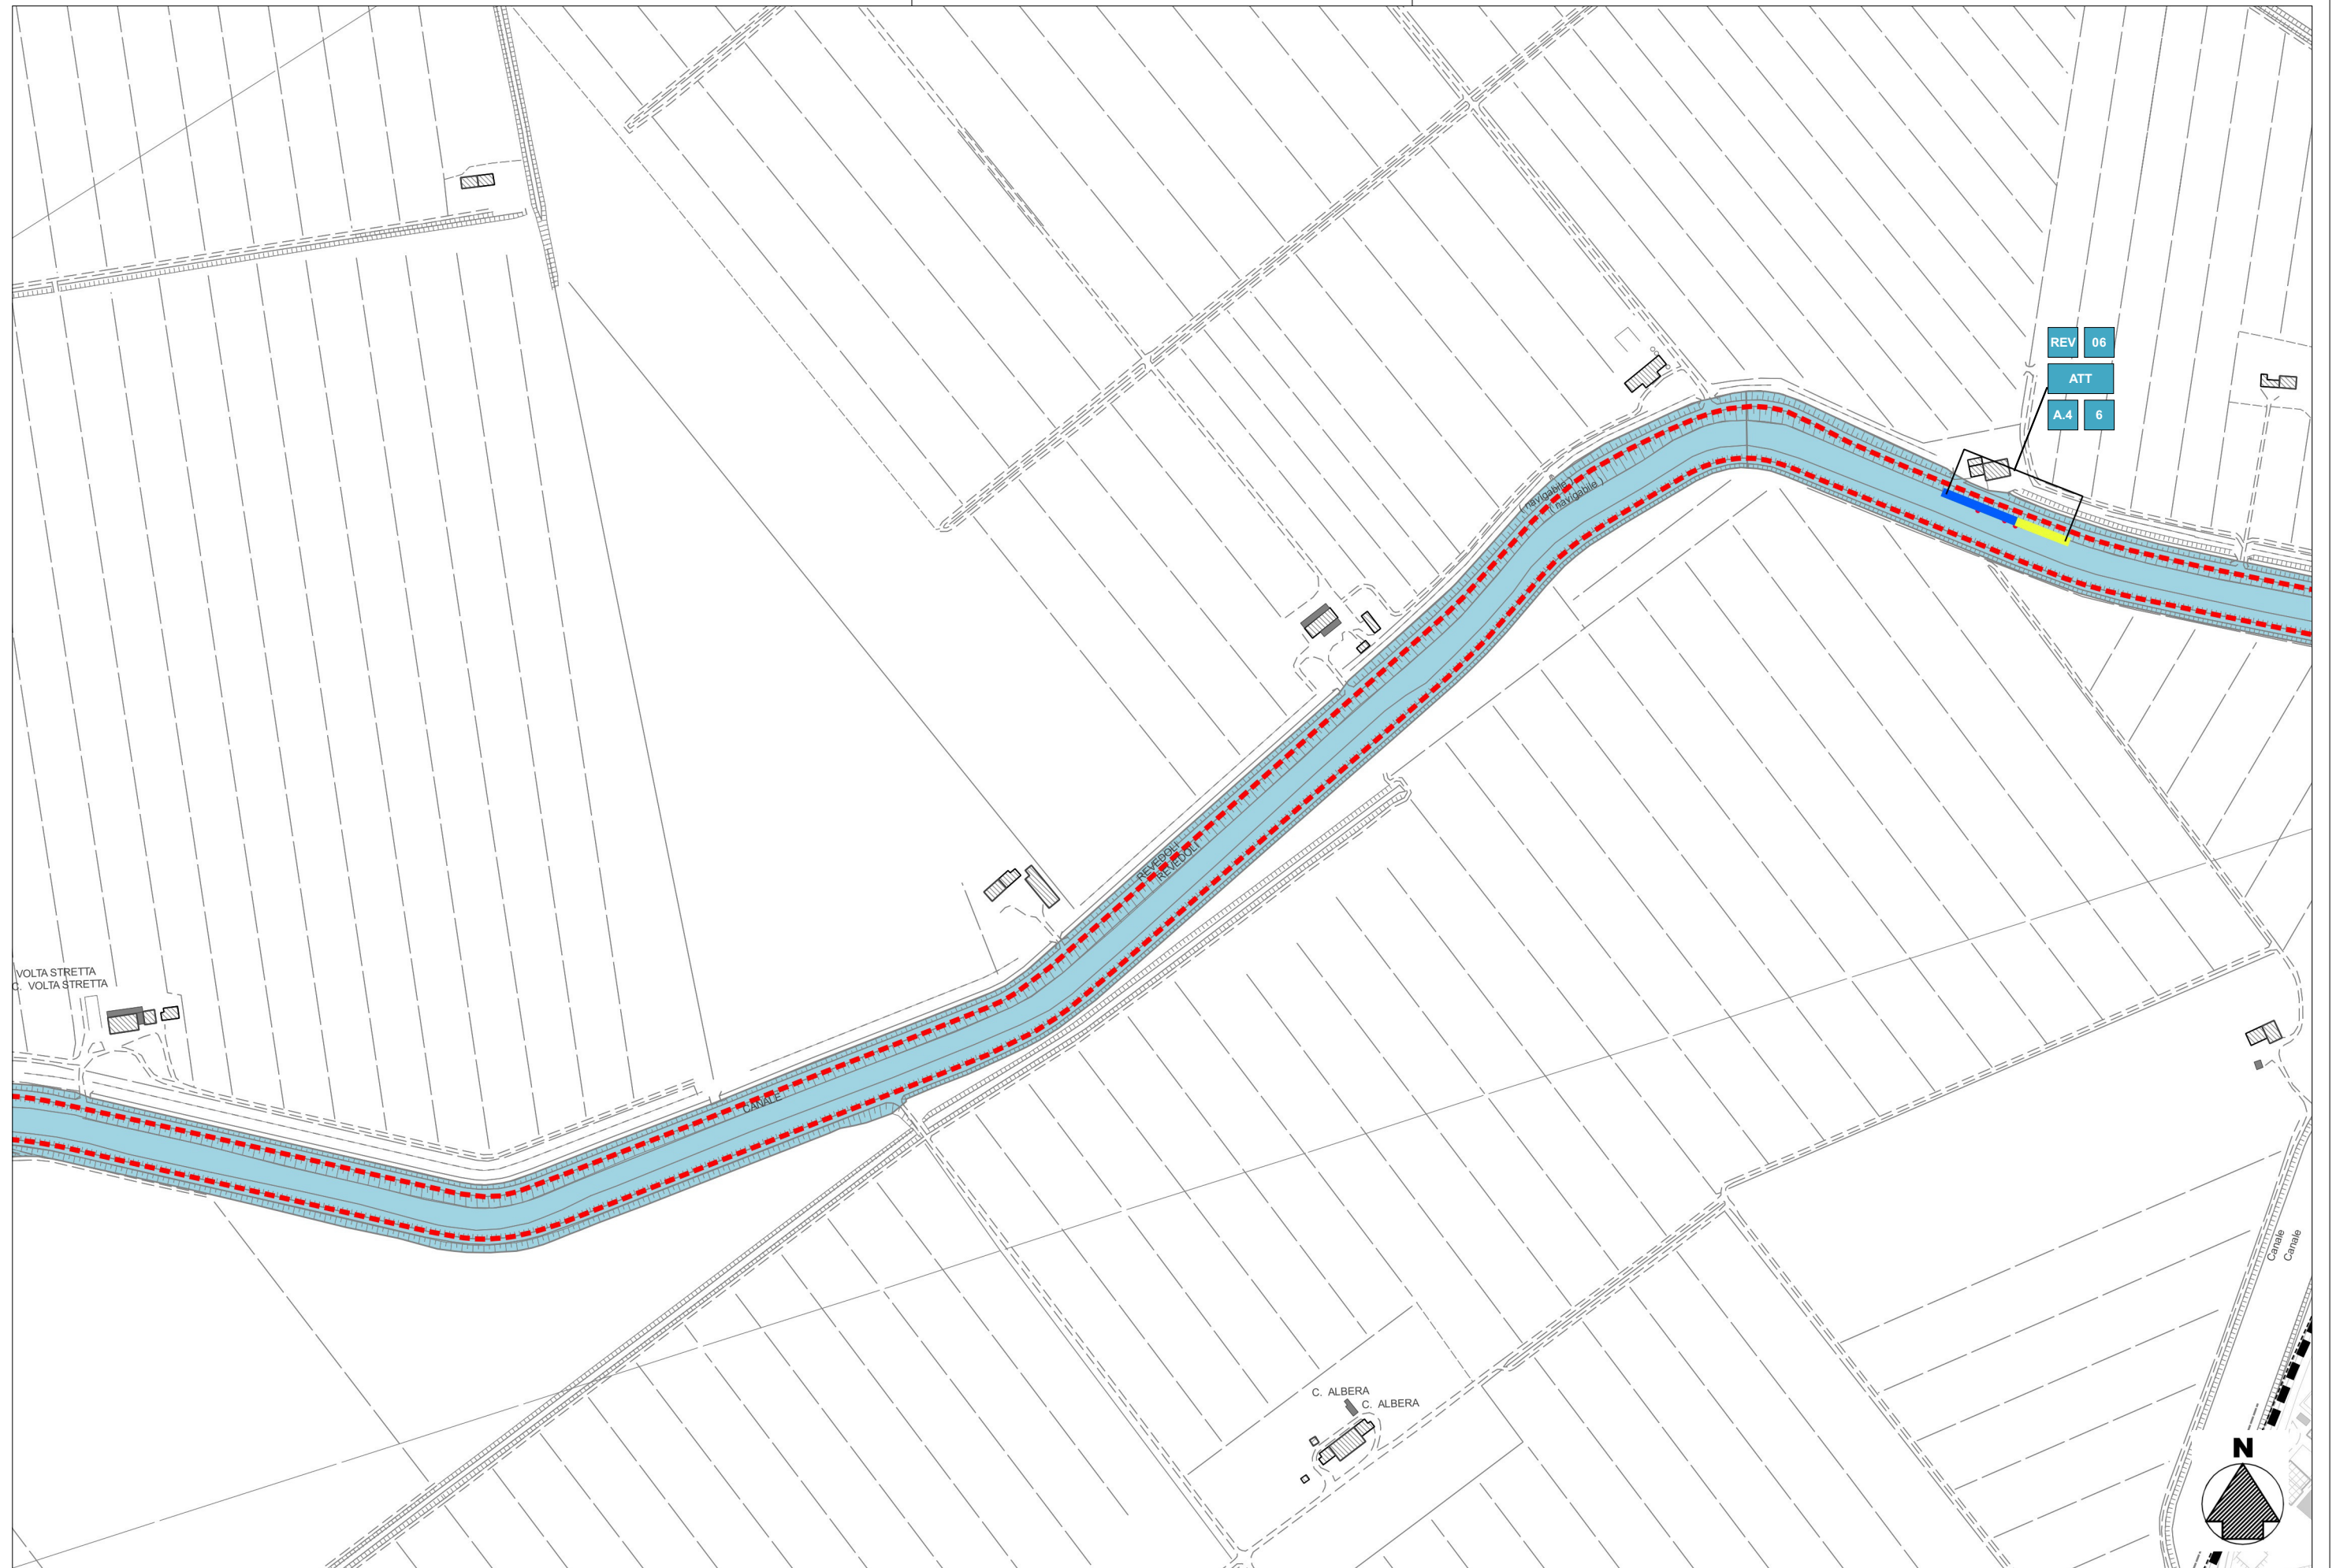 REV 06
ATT
A.4 6
( navigabile )
( navigabile )
REVEDOLI
REVEDOLI
VOLTA STRETTA
C. VOLTA STRETTA
CANALE
Canale
Canale
C. ALBERA
C. ALBERA
N